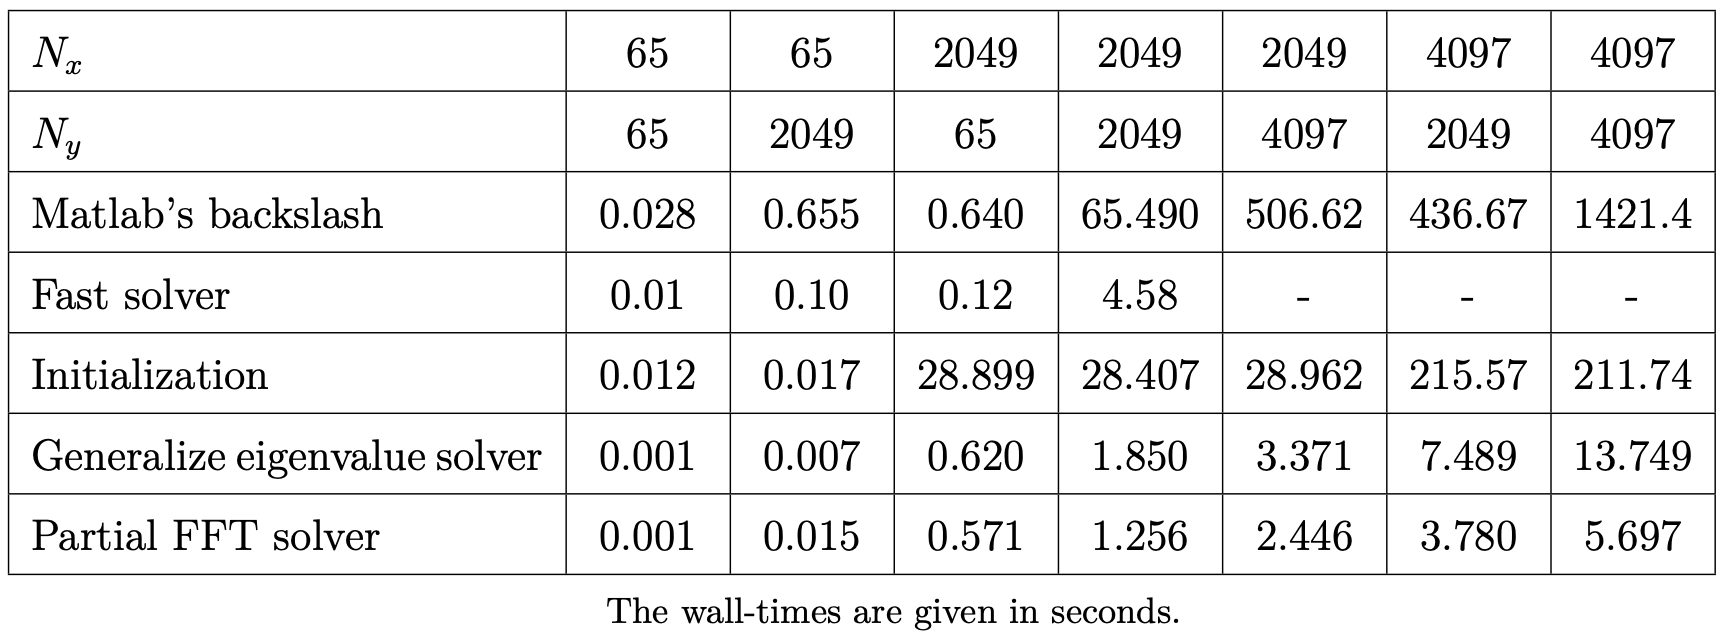 N_x 65 65 2049 2049 2049 4097 4097
N_y 65 2049 65 2049 4097 2049 4097
Matlab's backslash 0.028 0.655 0.640 65.490 506.62 436.67 1421.4
Fast solver 0.01 0.10 0.12 4.58 - - -
Initialization 0.012 0.017 28.899 28.407 28.962 215.57 211.74
Generalize eigenvalue solver 0.001 0.007 0.620 1.850 3.371 7.489 13.749
Partial FFT solver 0.001 0.015 0.571 1.256 2.446 3.780 5.697
The wall-times are given in seconds.